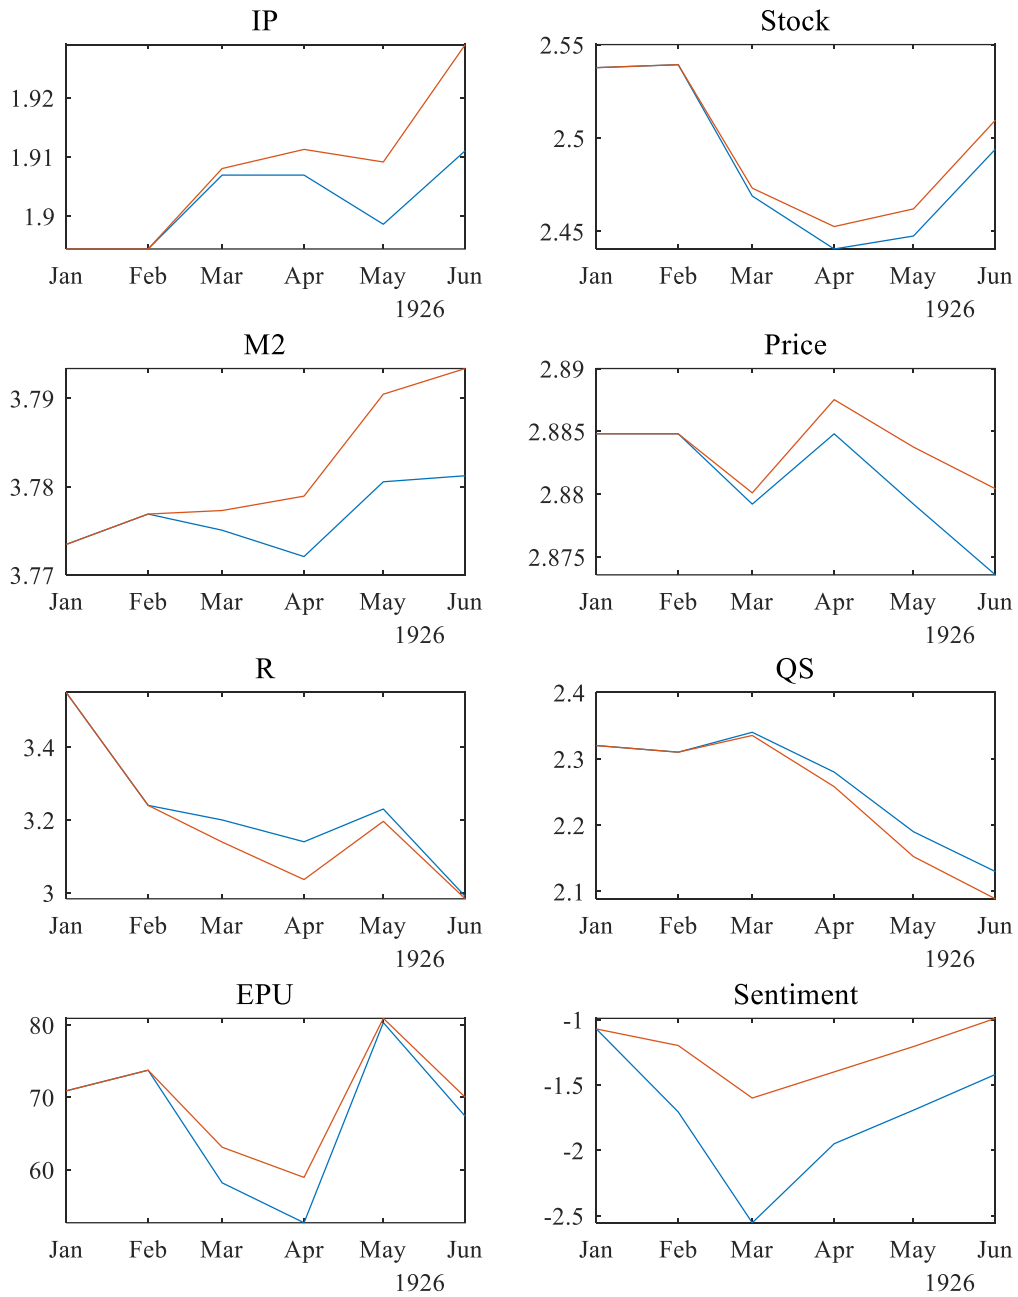 IP
1.92
1.91
1.9
Jan Feb Mar Apr May Jun
1926
Stock
2.55
2.5
2.45
Jan Feb Mar Apr May Jun
1926
M2
3.79
3.78
3.77
Jan Feb Mar Apr May Jun
1926
Price
2.89
2.885
2.88
2.875
Jan Feb Mar Apr May Jun
1926
R
3.4
3.2
3
Jan Feb Mar Apr May Jun
1926
QS
2.4
2.3
2.2
2.1
Jan Feb Mar Apr May Jun
1926
EPU
80
70
60
Jan Feb Mar Apr May Jun
1926
Sentiment
-1
-1.5
-2
-2.5
Jan Feb Mar Apr May Jun
1926